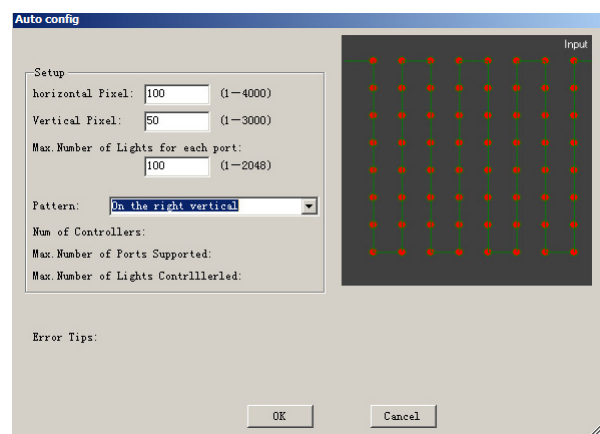 Auto config
Input
Setup
horizontal Pixel: 100 (1—4000)
Vertical Pixel: 50 (1—3000)
Max.Number of Lights for each port:
100 (1—2048)
Pattern: On the right vertical
Num of Controllers:
Max.Number of Ports Supported:
Max.Number of Lights Contrlllerled:
Error Tips:
OK Cancel